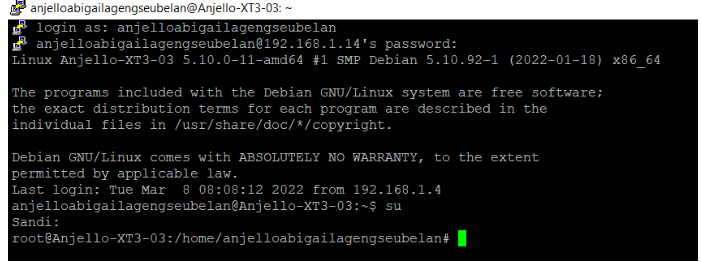 anjelloabigailagengseubelan@Anjello-XT3-03: ~
login as: anjelloabigailagengseubelan
anjelloabigailagengseubelan@192.168.1.14's password:
Linux Anjello-XT3-03 5.10.0-11-amd64 #1 SMP Debian 5.10.92-1 (2022-01-18) x86_64
The programs included with the Debian GNU/Linux system are free software;
the exact distribution terms for each program are described in the
individual files in /usr/share/doc/*/copyright.
Debian GNU/Linux comes with ABSOLUTELY NO WARRANTY, to the extent
permitted by applicable law.
Last login: Tue Mar  8 08:08:12 2022 from 192.168.1.4
anjelloabigailagengseubelan@Anjello-XT3-03:~$ su
Sandi:
root@Anjello-XT3-03:/home/anjelloabigailagengseubelan#